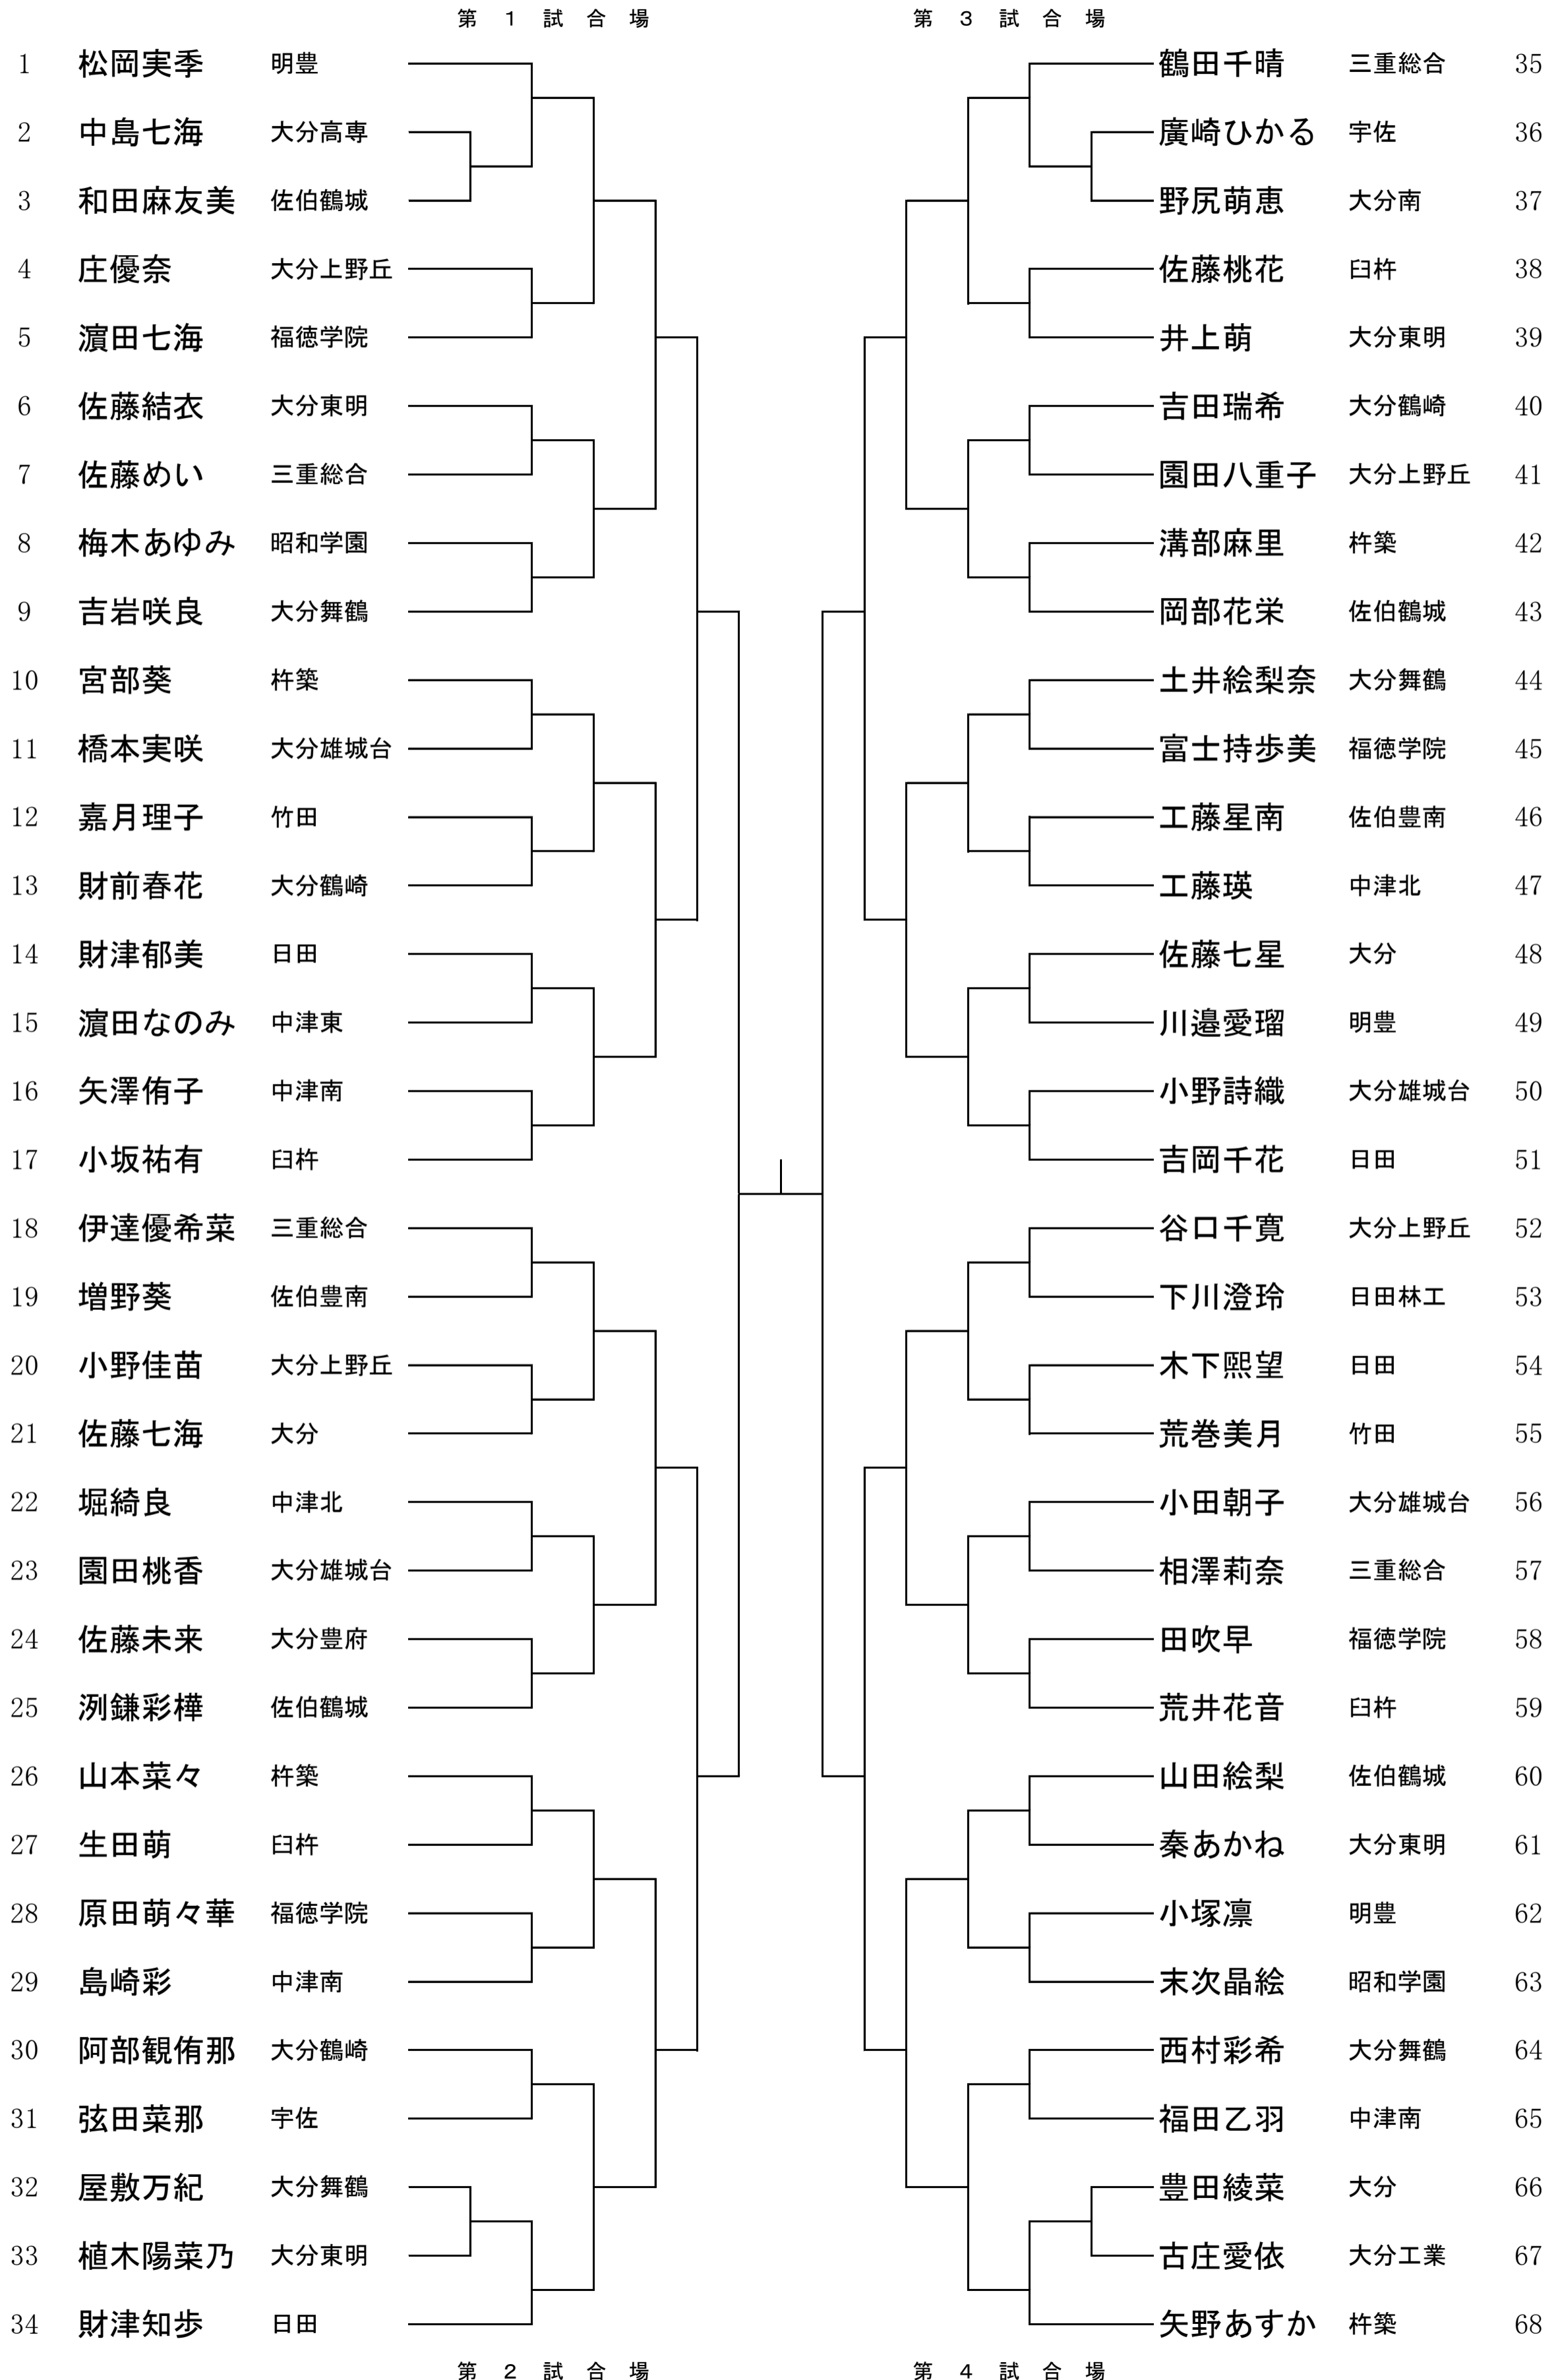 第 1 試 合 場
第 3 試 合 場
1 松岡実季 明豊
2 中島七海 大分高専
3 和田麻友美 佐伯鶴城
4 庄優奈 大分上野丘
5 濵田七海 福徳学院
6 佐藤結衣 大分東明
7 佐藤めい 三重総合
8 梅木あゆみ 昭和学園
9 吉岩咲良 大分舞鶴
10 宮部葵 杵築
11 橋本実咲 大分雄城台
12 嘉月理子 竹田
13 財前春花 大分鶴崎
14 財津郁美 日田
15 濵田なのみ 中津東
16 矢澤侑子 中津南
17 小坂祐有 臼杵
18 伊達優希菜 三重総合
19 増野葵 佐伯豊南
20 小野佳苗 大分上野丘
21 佐藤七海 大分
22 堀綺良 中津北
23 園田桃香 大分雄城台
24 佐藤未来 大分豊府
25 洌鎌彩樺 佐伯鶴城
26 山本菜々 杵築
27 生田萌 臼杵
28 原田萌々華 福徳学院
29 島崎彩 中津南
30 阿部観侑那 大分鶴崎
31 弦田菜那 宇佐
32 屋敷万紀 大分舞鶴
33 植木陽菜乃 大分東明
34 財津知歩 日田
鶴田千晴 三重総合 35
廣崎ひかる 宇佐 36
野尻萌恵 大分南 37
佐藤桃花 臼杵 38
井上萌 大分東明 39
吉田瑞希 大分鶴崎 40
園田八重子 大分上野丘 41
溝部麻里 杵築 42
岡部花栄 佐伯鶴城 43
土井絵梨奈 大分舞鶴 44
富士持歩美 福徳学院 45
工藤星南 佐伯豊南 46
工藤瑛 中津北 47
佐藤七星 大分 48
川邉愛瑠 明豊 49
小野詩織 大分雄城台 50
吉岡千花 日田 51
谷口千寛 大分上野丘 52
下川澄玲 日田林工 53
木下煕望 日田 54
荒巻美月 竹田 55
小田朝子 大分雄城台 56
相澤莉奈 三重総合 57
田吹早 福徳学院 58
荒井花音 臼杵 59
山田絵梨 佐伯鶴城 60
秦あかね 大分東明 61
小塚凛 明豊 62
末次晶絵 昭和学園 63
西村彩希 大分舞鶴 64
福田乙羽 中津南 65
豊田綾菜 大分 66
古庄愛依 大分工業 67
矢野あすか 杵築 68
第 2 試 合 場
第 4 試 合 場